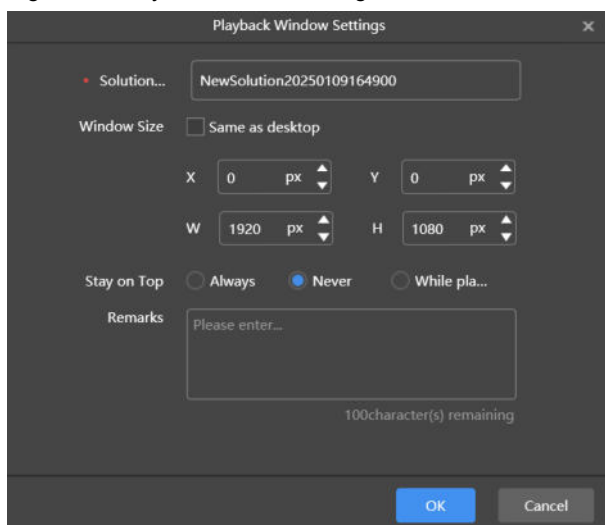 Playback Window Settings
Solution...
NewSolution20250109164900
Window Size
Same as desktop
X 0 px Y 0 px
W 1920 px H 1080 px
Stay on Top Always Never While pla...
Remarks
Please enter...
100character(s) remaining
OK Cancel